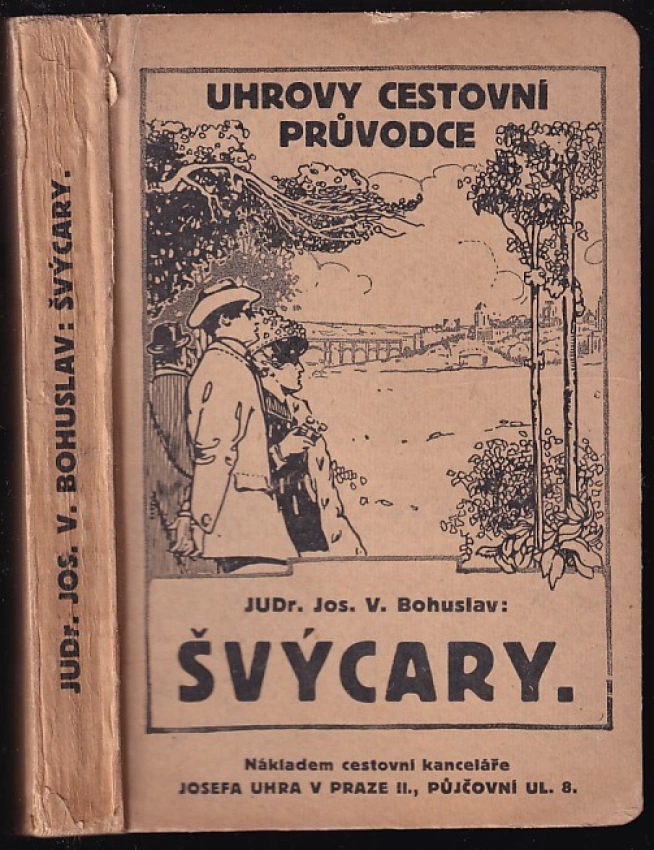 JUDr. JOS. V. BOHUSLAV: ŠVÝCARY.
UHROVY CESTOVNÍ
PRŮVODCE
JUDr. Jos. V. Bohuslav:
ŠVÝCARY.
Nákladem cestovní kanceláře
JOSEFA UHRA V PRAZE II., PŮJČOVNÍ UL. 8.